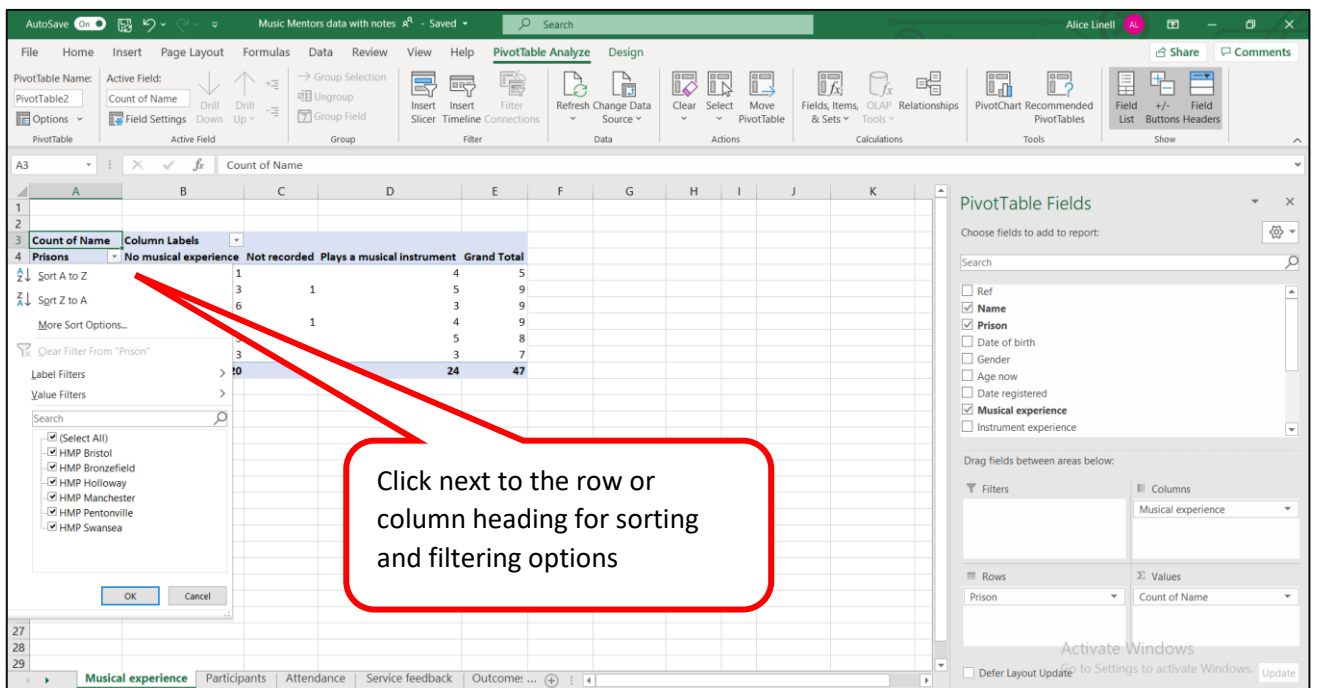 AutoSave On Music Mentors data with notes - Saved Search Alice Linell AL
File Home Insert Page Layout Formulas Data Review View Help PivotTable Analyze Design Share Comments
PivotTable Name: Active Field: Group Selection
PivotTable2 Count of Name Drill Down Drill Up Ungroup Insert Slicer Insert Timeline Filter Connections Refresh Change Data Source Clear Select Move PivotTable Fields, Items, & Sets OLAP Tools Relationships PivotChart Recommended PivotTables Field List +/- Buttons Field Headers
Options Field Settings Group Field
PivotTable Active Field Group Filter Data Actions Calculations Tools Show
A3 fx Count of Name
A B C D E F G H I J K
1
2
3 Count of Name Column Labels
4 Prisons No musical experience Not recorded Plays a musical instrument Grand Total
1 4 5
3 1 5 9
6 3 9
1 4 9
5 8
3 3 7
20 24 47
Sort A to Z
Sort Z to A
More Sort Options...
Clear Filter From "Prison"
Label Filters
Value Filters
Search
(Select All)
HMP Bristol
HMP Bronzefield
HMP Holloway
HMP Manchester
HMP Pentonville
HMP Swansea
OK Cancel
27
28
29
Click next to the row or
column heading for sorting
and filtering options
Musical experience Participants Attendance Service feedback Outcome: ...
PivotTable Fields
Choose fields to add to report:
Search
Ref
Name
Prison
Date of birth
Gender
Age now
Date registered
Musical experience
Instrument experience
Drag fields between areas below:
Filters Columns
Musical experience
Rows Σ Values
Prison Count of Name
Activate Windows
Go to Settings to activate Windows.
Defer Layout Update Update